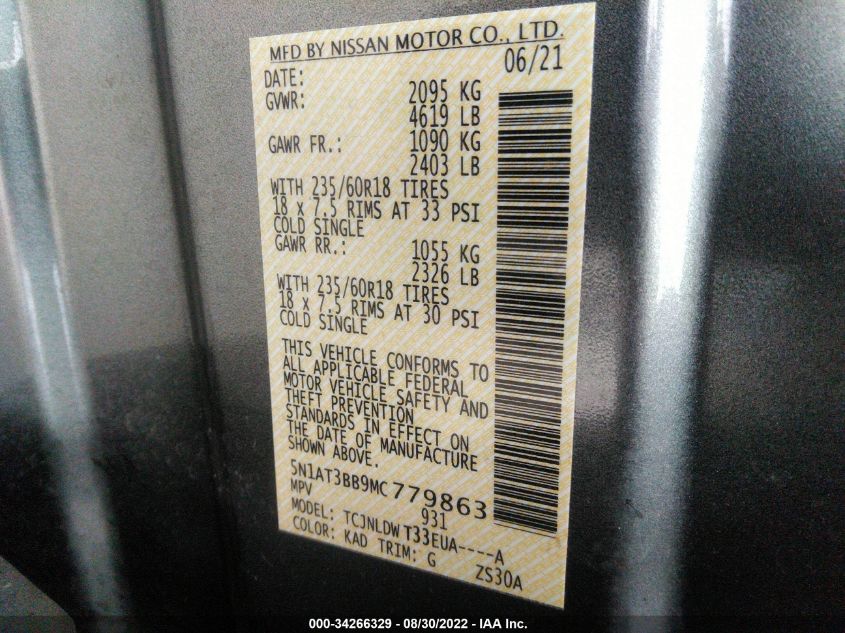 MFD BY NISSAN MOTOR CO., LTD.
DATE: 06/21
GVWR: 2095 KG
4619 LB
GAWR FR.: 1090 KG
2403 LB
WITH 235/60R18 TIRES
18 x 7.5 RIMS AT 33 PSI
COLD SINGLE
GAWR RR.: 1055 KG
2326 LB
WITH 235/60R18 TIRES
18 x 7.5 RIMS AT 30 PSI
COLD SINGLE
THIS VEHICLE CONFORMS TO
ALL APPLICABLE FEDERAL
MOTOR VEHICLE SAFETY AND
THEFT PREVENTION
STANDARDS IN EFFECT ON
THE DATE OF MANUFACTURE
SHOWN ABOVE.
5N1AT3BB9MC779863
MPV 931
MODEL: TCJNLDW T33EUA----A
COLOR: KAD TRIM: G ZS30A
000-34266329 - 08/30/2022 - IAA Inc.